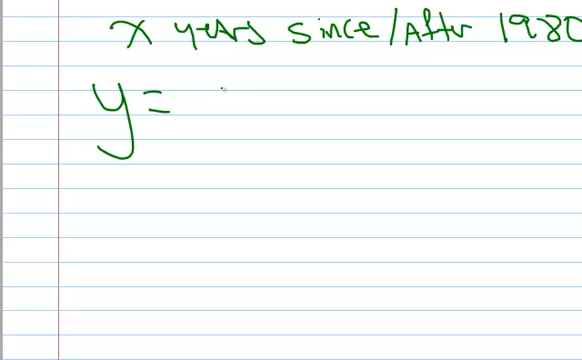 x years since/After 1980
y =